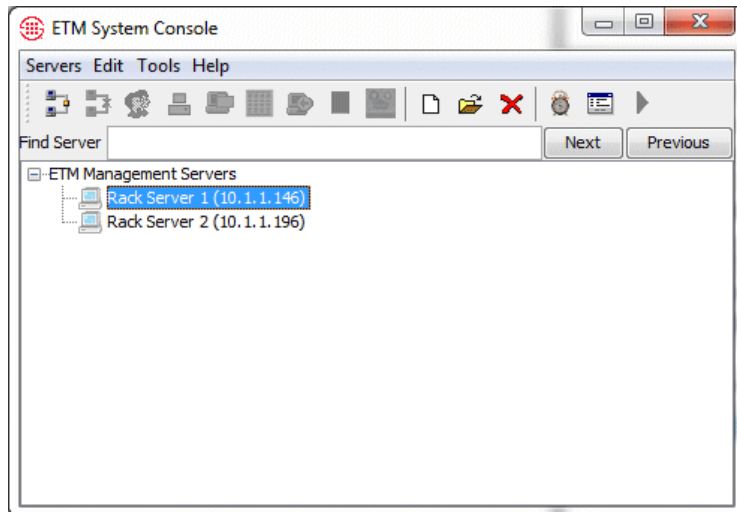 ETM System Console
Servers Edit Tools Help
Find Server Next Previous
ETM Management Servers
Rack Server 1 (10.1.1.146)
Rack Server 2 (10.1.1.196)